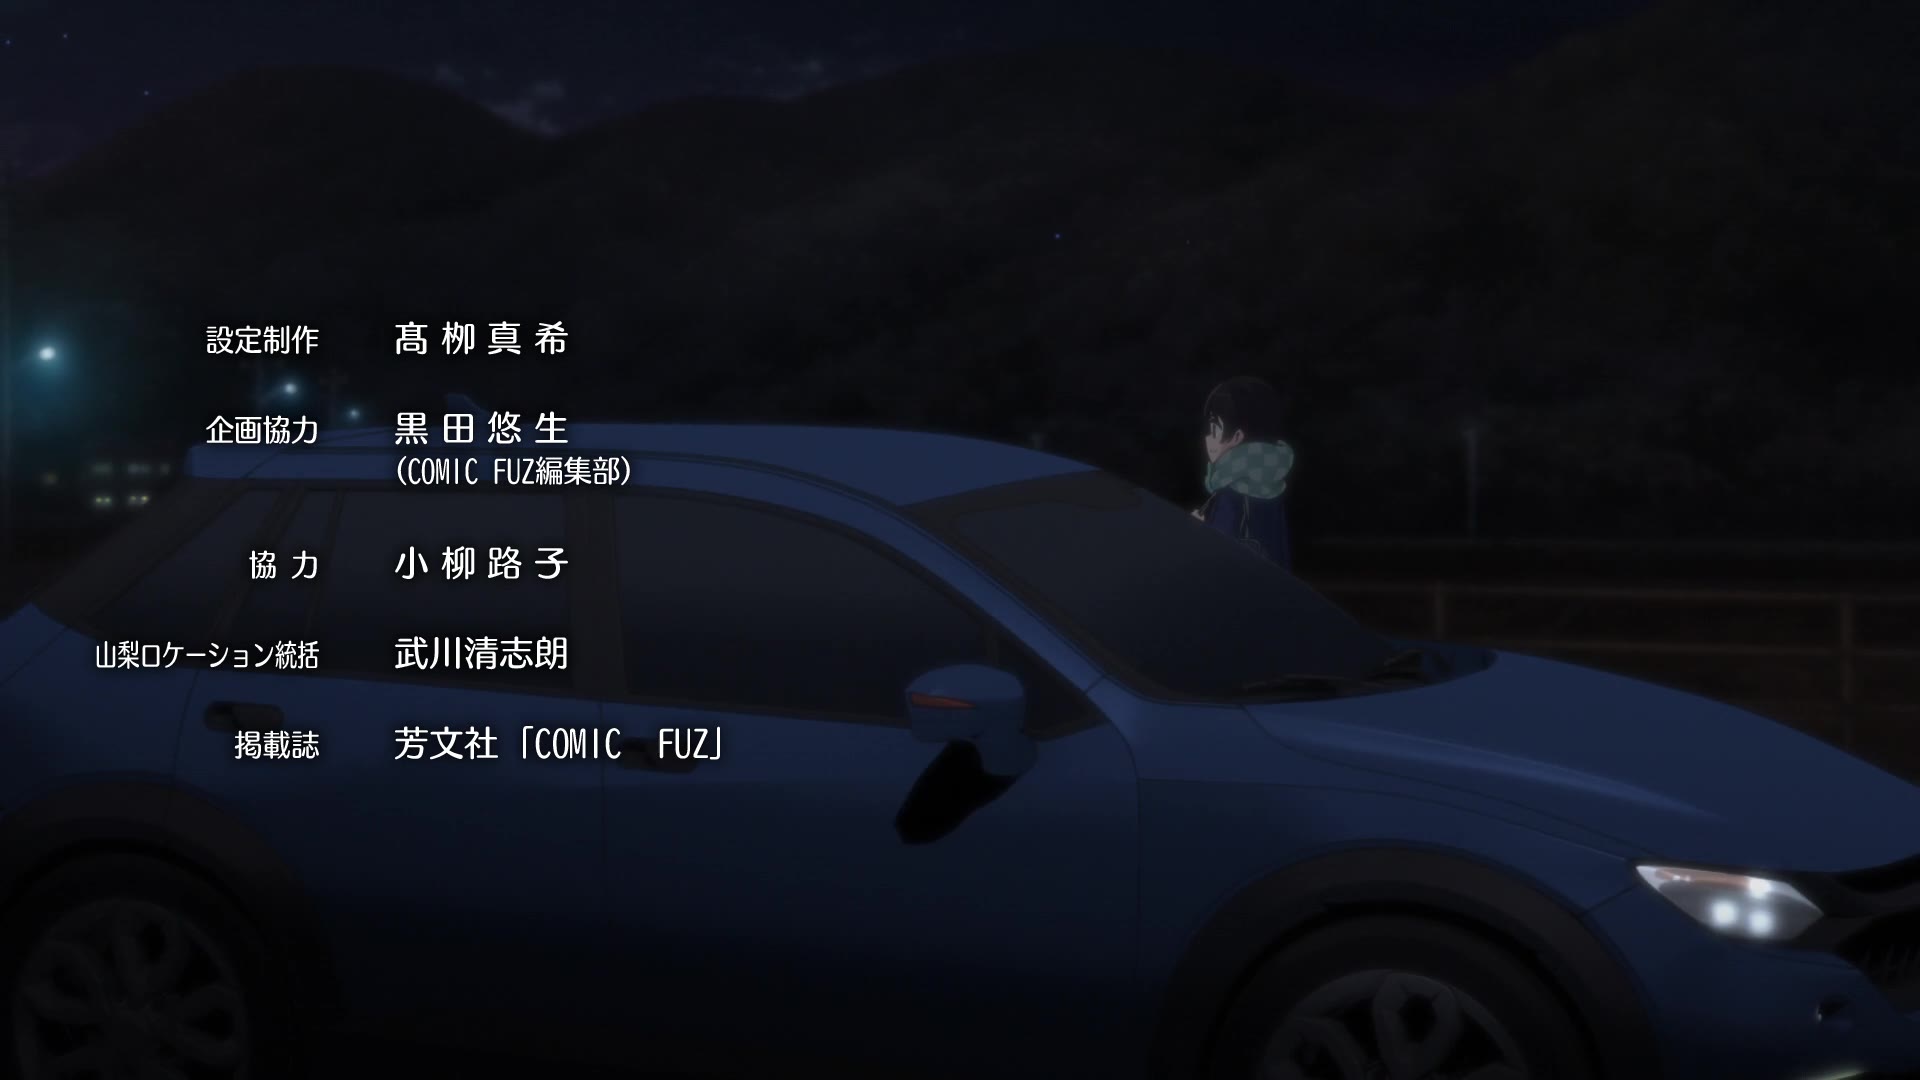 設定制作 髙栁真希
企画協力 黒田悠生
(COMIC FUZ編集部)
協力 小柳路子
山梨ロケーション統括 武川清志朗
掲載誌 芳文社「COMIC FUZ」